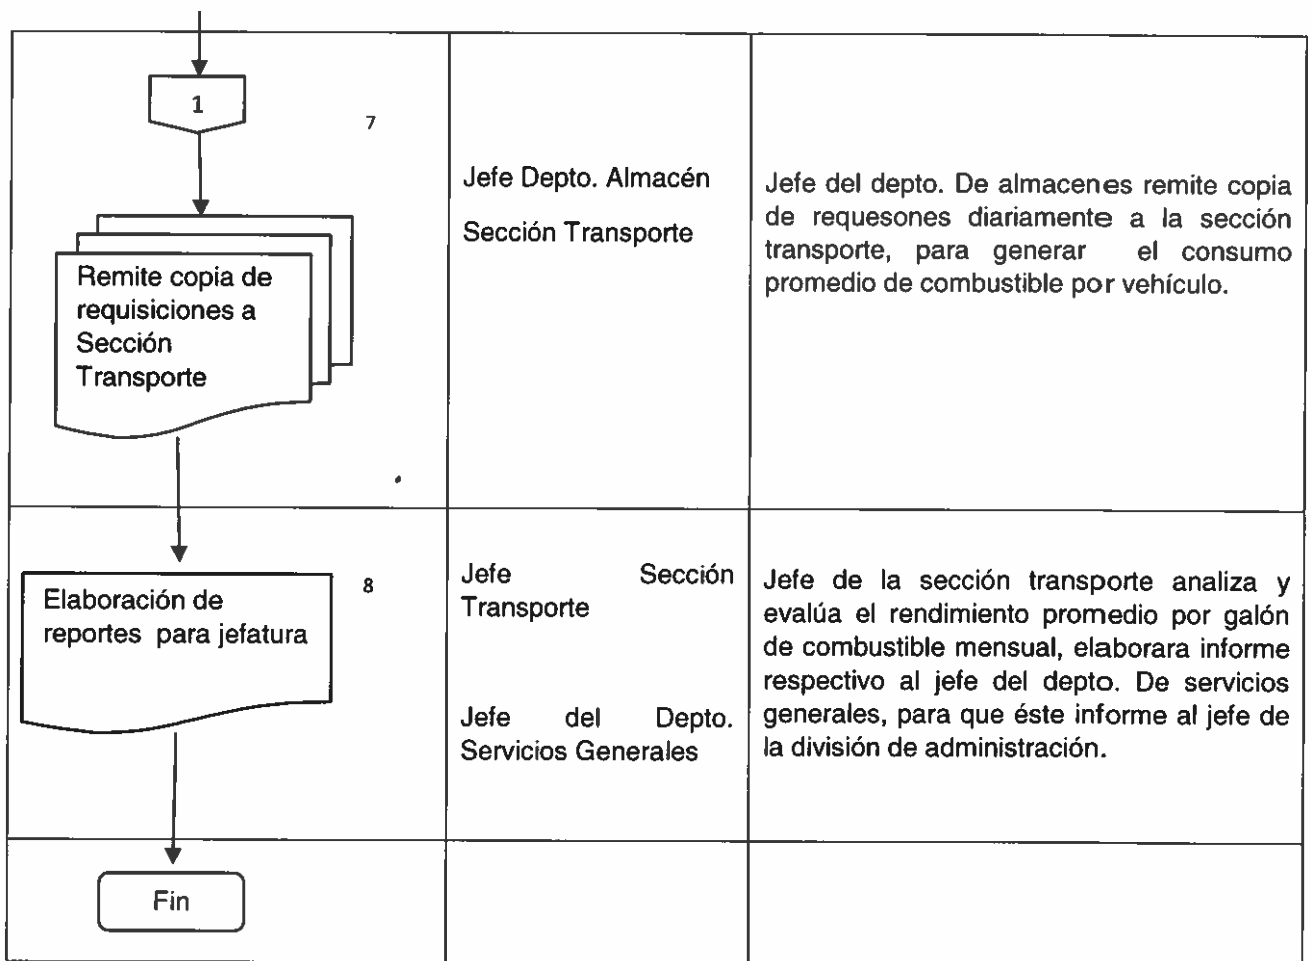 1
7
Remite copia de
requisiciones a
Sección
Transporte
Jefe Depto. Almacén
Sección Transporte
Jefe del depto. De almacenes remite copia
de requesones diariamente a la sección
transporte, para generar el consumo
promedio de combustible por vehículo.
8
Elaboración de
reportes para jefatura
Jefe Sección
Transporte
Jefe del Depto.
Servicios Generales
Jefe de la sección transporte analiza y
evalúa el rendimiento promedio por galón
de combustible mensual, elaborara informe
respectivo al jefe del depto. De servicios
generales, para que éste informe al jefe de
la división de administración.
Fin